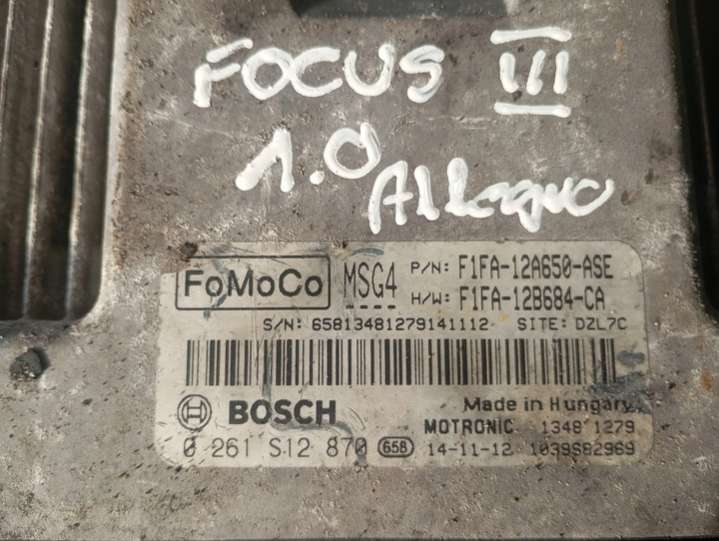 FOCUS III
1.0
FoMoCo MSG4 P/N: F1FA-12A650-ASE
H/W: F1FA-12B684-CA
S/N: 65813481279141112 SITE: DZL7C
BOSCH Made in Hungary
MOTRONIC 1348 1279
0 261 S12 870 658 14-11-12 1039S82969